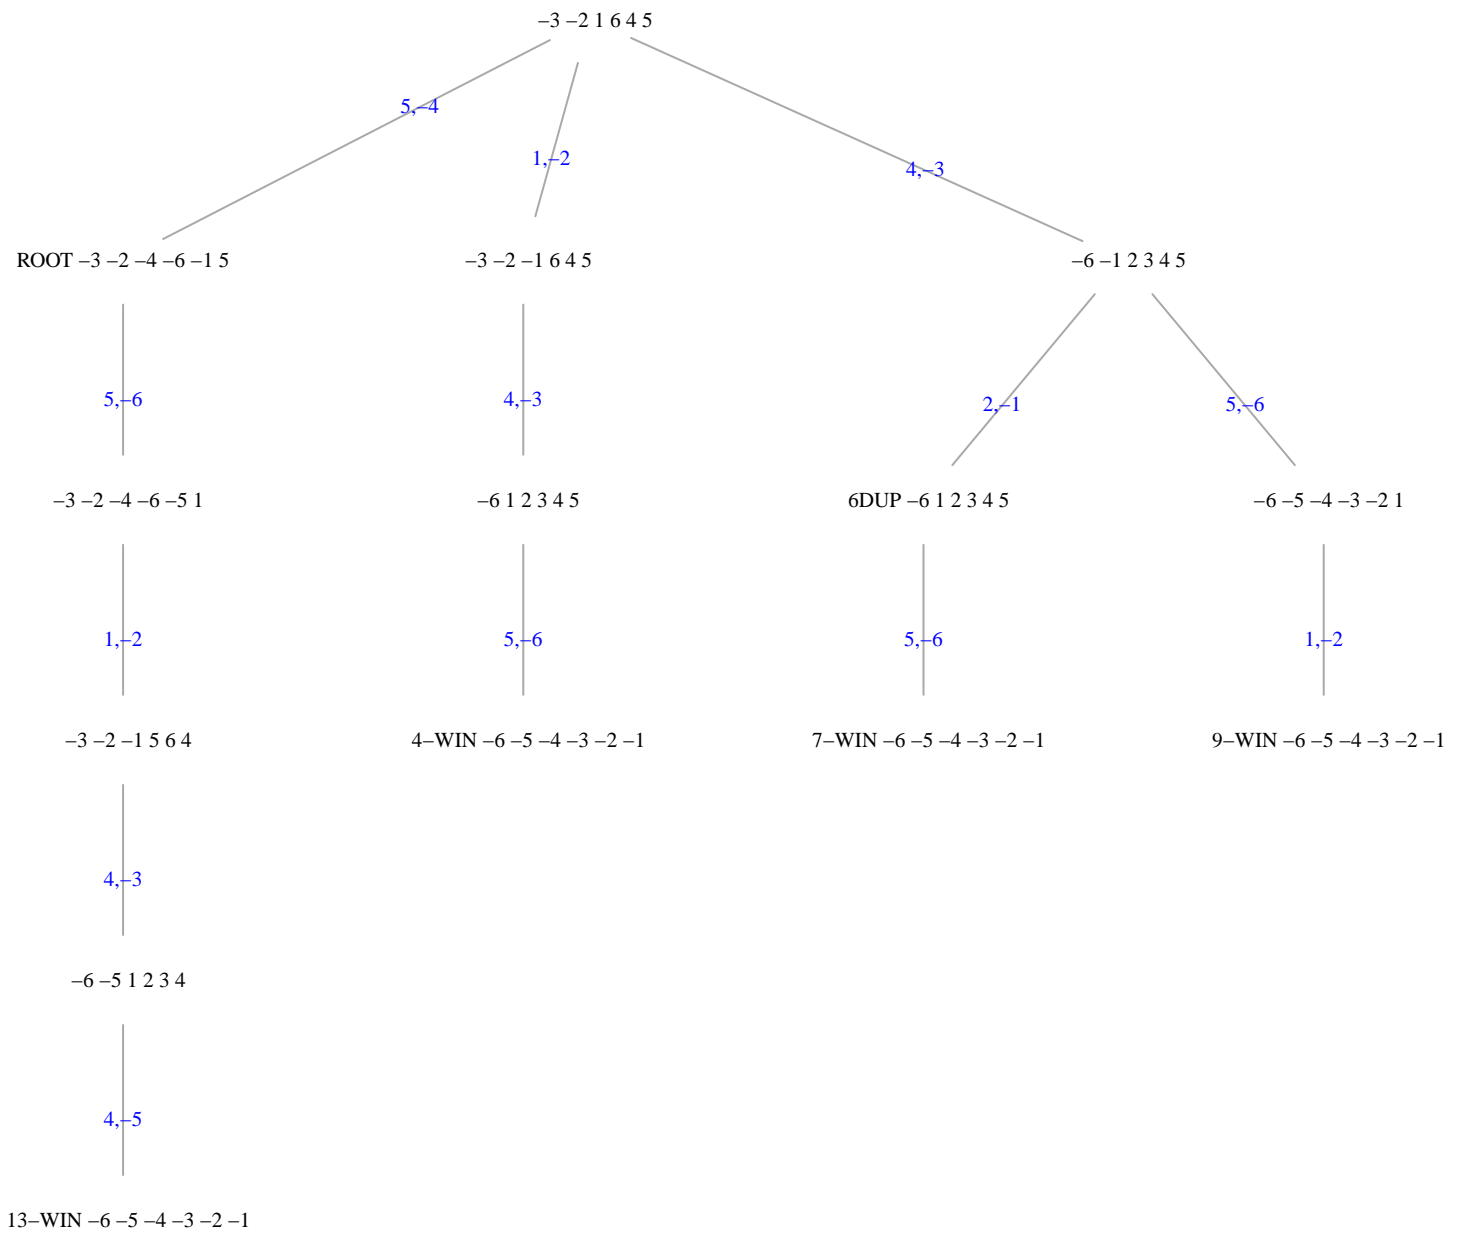 –3 –2 1 6 4 5
5,–4
1,–2
4,–3
ROOT –3 –2 –4 –6 –1 5
–3 –2 –1 6 4 5
–6 –1 2 3 4 5
5,–6
4,–3
2,–1
5,–6
–3 –2 –4 –6 –5 1
–6 1 2 3 4 5
6DUP –6 1 2 3 4 5
–6 –5 –4 –3 –2 1
1,–2
5,–6
5,–6
1,–2
–3 –2 –1 5 6 4
4–WIN –6 –5 –4 –3 –2 –1
7–WIN –6 –5 –4 –3 –2 –1
9–WIN –6 –5 –4 –3 –2 –1
4,–3
–6 –5 1 2 3 4
4,–5
13–WIN –6 –5 –4 –3 –2 –1